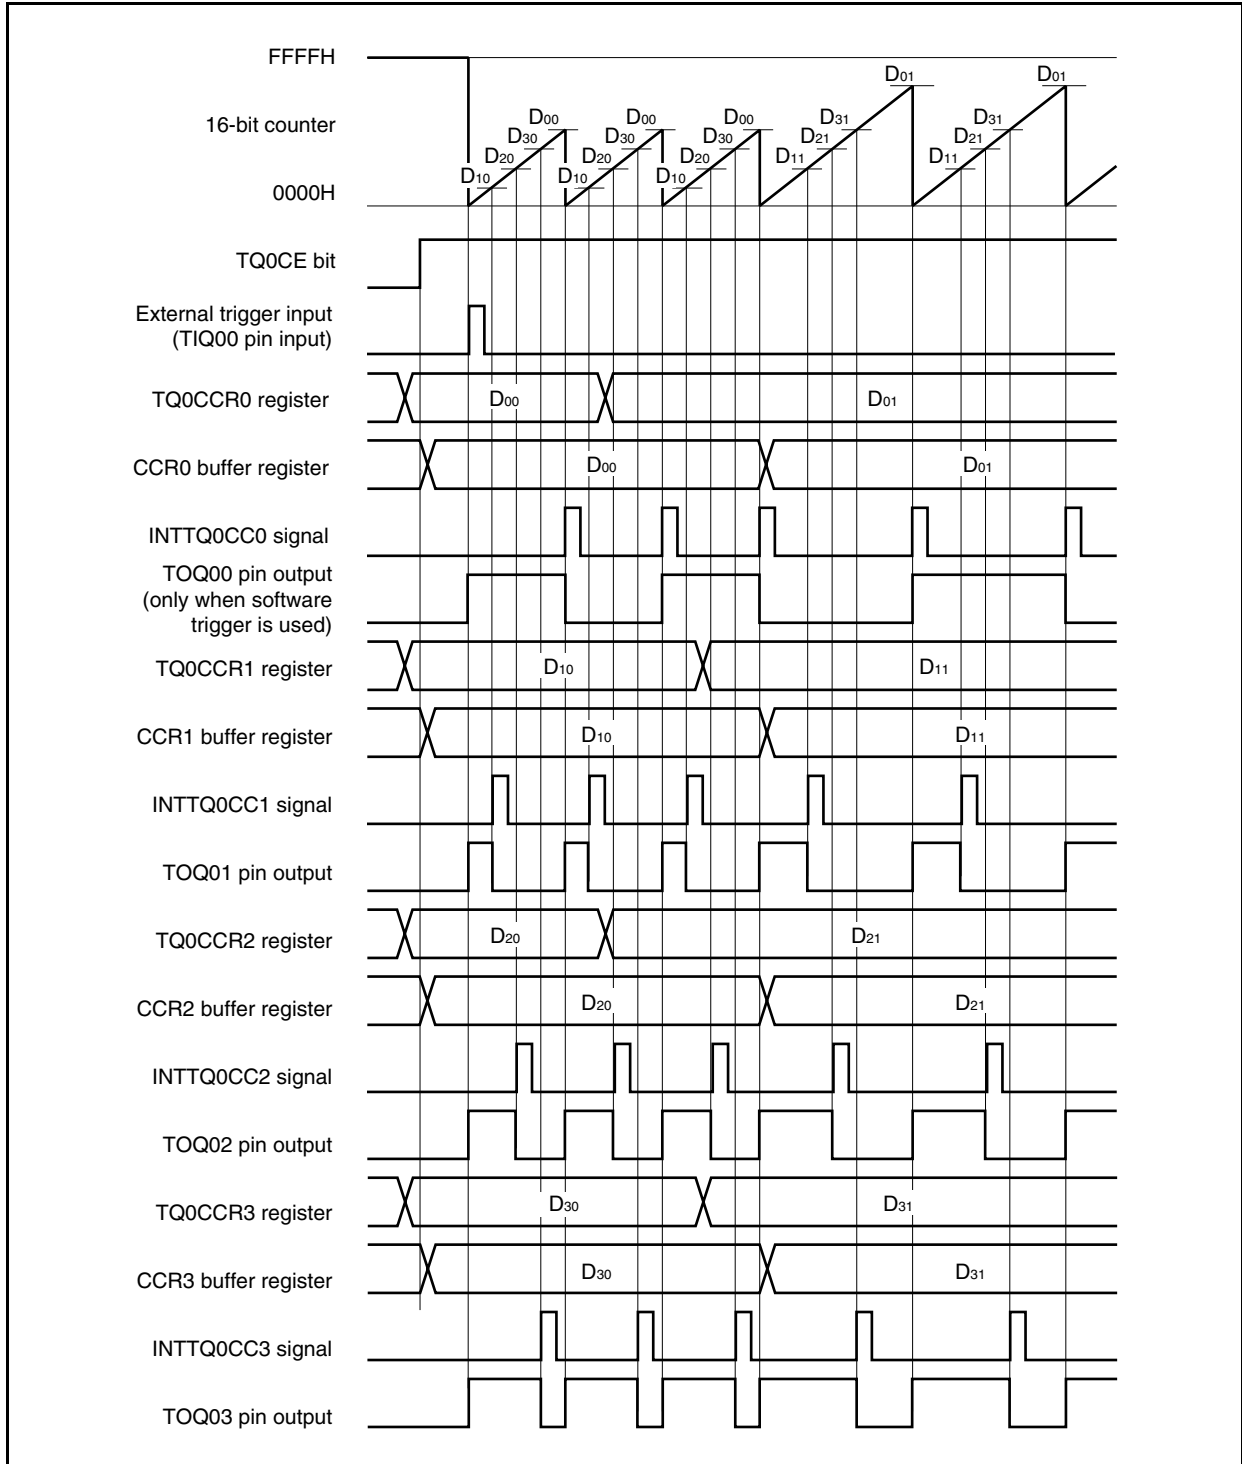 FFFFH
D01 D01
16-bit counter
D00 D00 D00 D31 D31
D30 D30 D30 D21 D21
D20 D20 D20 D11 D11
D10 D10 D10
0000H
TQ0CE bit
External trigger input
(TIQ00 pin input)
TQ0CCR0 register D00 D01
CCR0 buffer register D00 D01
INTTQ0CC0 signal
TOQ00 pin output
(only when software
trigger is used)
TQ0CCR1 register D10 D11
CCR1 buffer register D10 D11
INTTQ0CC1 signal
TOQ01 pin output
TQ0CCR2 register D20 D21
CCR2 buffer register D20 D21
INTTQ0CC2 signal
TOQ02 pin output
TQ0CCR3 register D30 D31
CCR3 buffer register D30 D31
INTTQ0CC3 signal
TOQ03 pin output